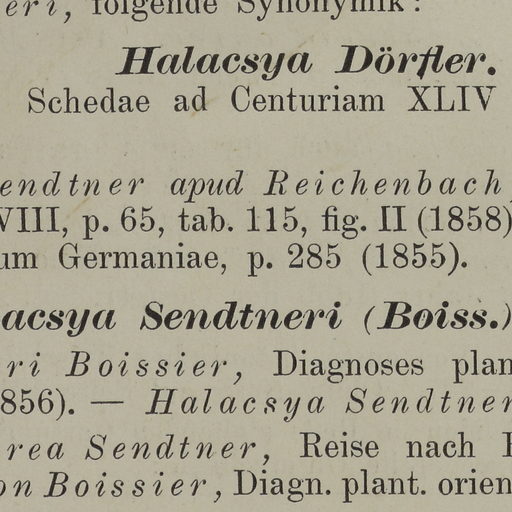 eri, folgende Synonymik:
Halacsya Dörfler.
Schedae ad Centuriam XLIV
endtner apud Reichenbach,
VIII, p. 65, tab. 115, fig. II (1858)
um Germaniae, p. 285 (1855).
acsya Sendtneri (Boiss.)
ri Boissier, Diagnoses plan
856). — Halacsya Sendtner
rea Sendtner, Reise nach
on Boissier, Diagn. plant. orien